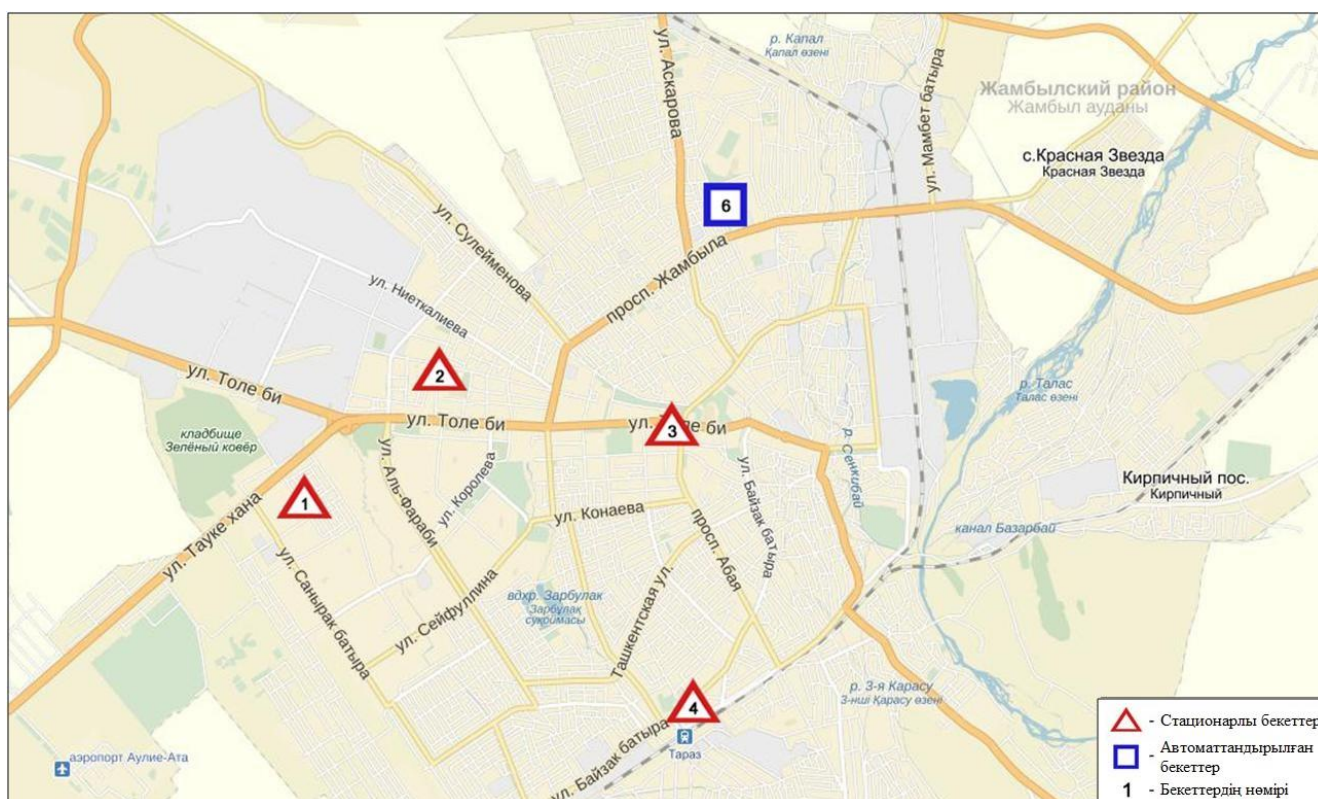 ул. Аскарова
р. Капал
Қапал өзені
ул. Мамбет батыра
Жамбылский район
Жамбыл ауданы
с.Красная Звезда
Красная Звезда
6
ул. Сулейменова
просп. Жамбыла
ул. Ниеткалиева
2
ул. Толе би
ул. Толе би
ул. Толе би
3
р. Талас
Талас өзені
кладбище
Зелёный ковёр
1
ул. Тауке хана
ул. Аль-Фараби
ул. Королева
ул. Конаева
просп. Абая
ул. Байзак батыра
р. Сенкибай
Кирпичный пос.
Кирпичный
канал Базарбай
ул. Санырак батыра
ул. Сейфуллина
вдхр. Зарбулак
Зарбұлақ
суқоймасы
Ташкентская ул.
4
Тараз
ул. Байзак батыра
р. 3-я Карасу
3-нші Қарасу өзені
аэропорт Аулие-Ата
- Стационарлы бекеттер
- Автоматтандырылған
бекеттер
1 - Бекеттердің нөмірі